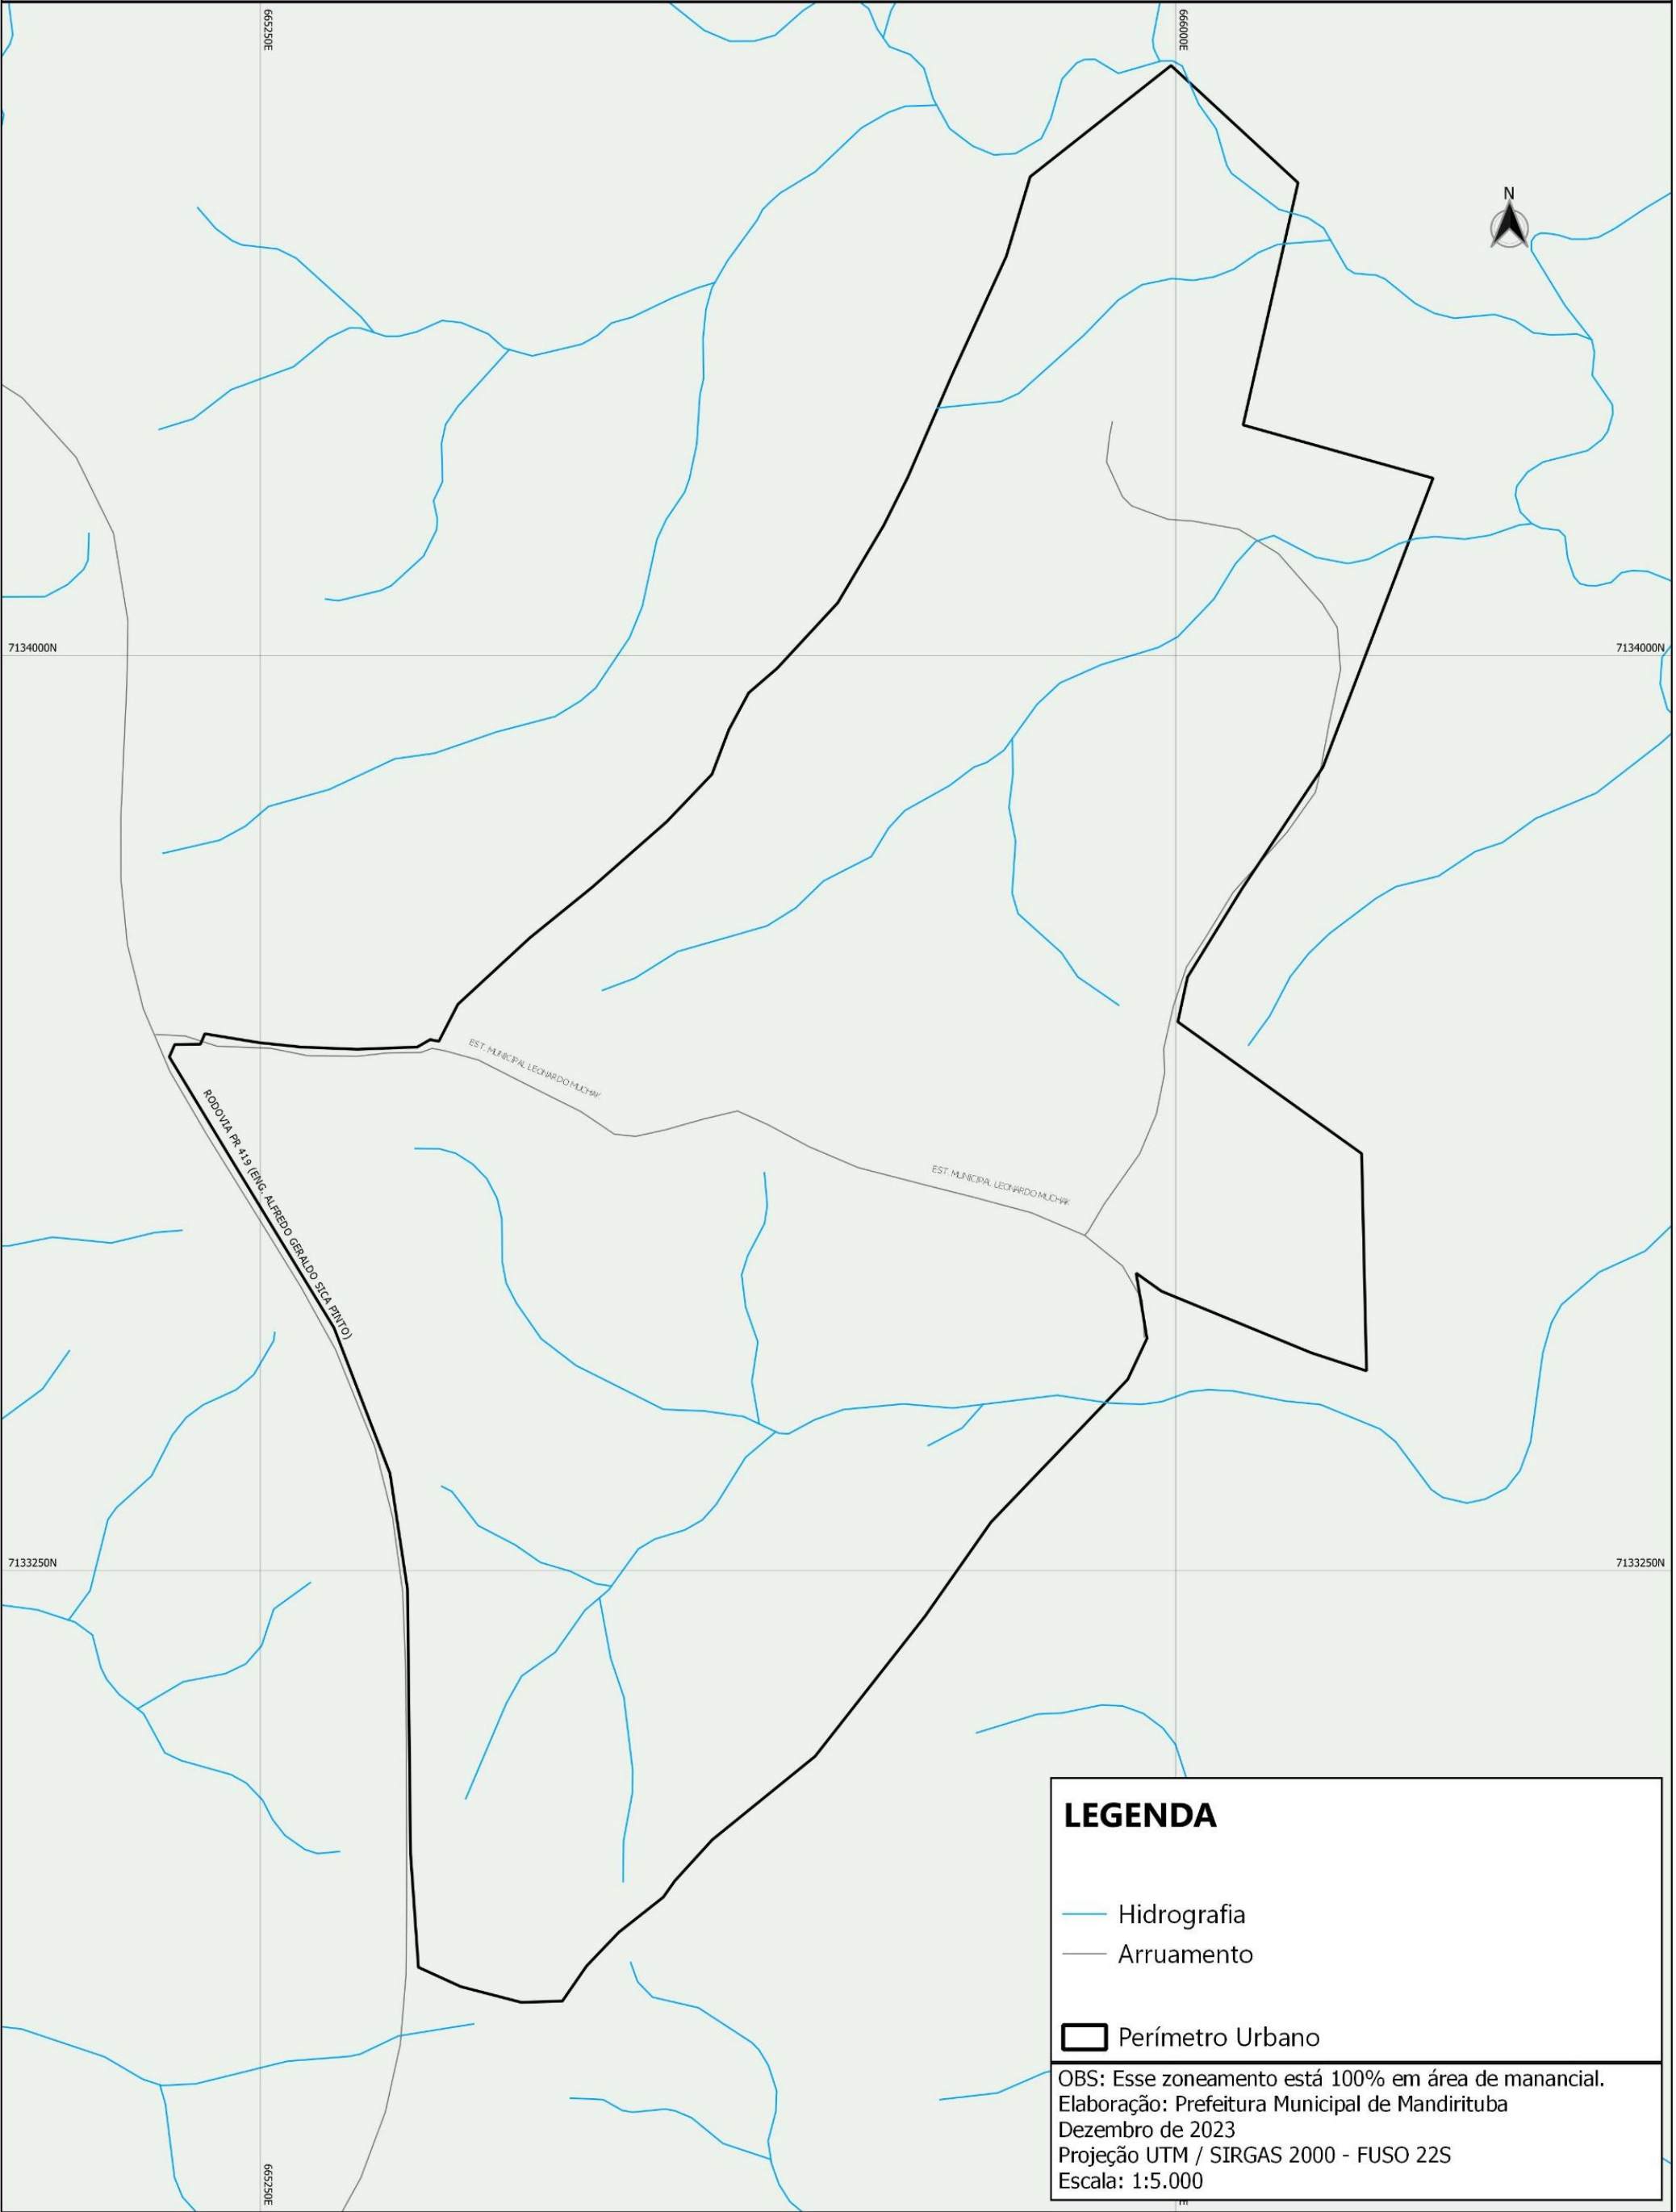 665250E
666000E
N
7134000N
7134000N
EST. MUNICIPAL LEONARDO MUCHAK
RODOVIA PR 419 (ENG. ALFREDO GERALDO SICA PINTO)
EST. MUNICIPAL LEONARDO MUCHAK
7133250N
7133250N
LEGENDA
Hidrografia
Arruamento
Perímetro Urbano
OBS: Esse zoneamento está 100% em área de manancial.
Elaboração: Prefeitura Municipal de Mandirituba
Dezembro de 2023
Projeção UTM / SIRGAS 2000 - FUSO 22S
Escala: 1:5.000
665250E